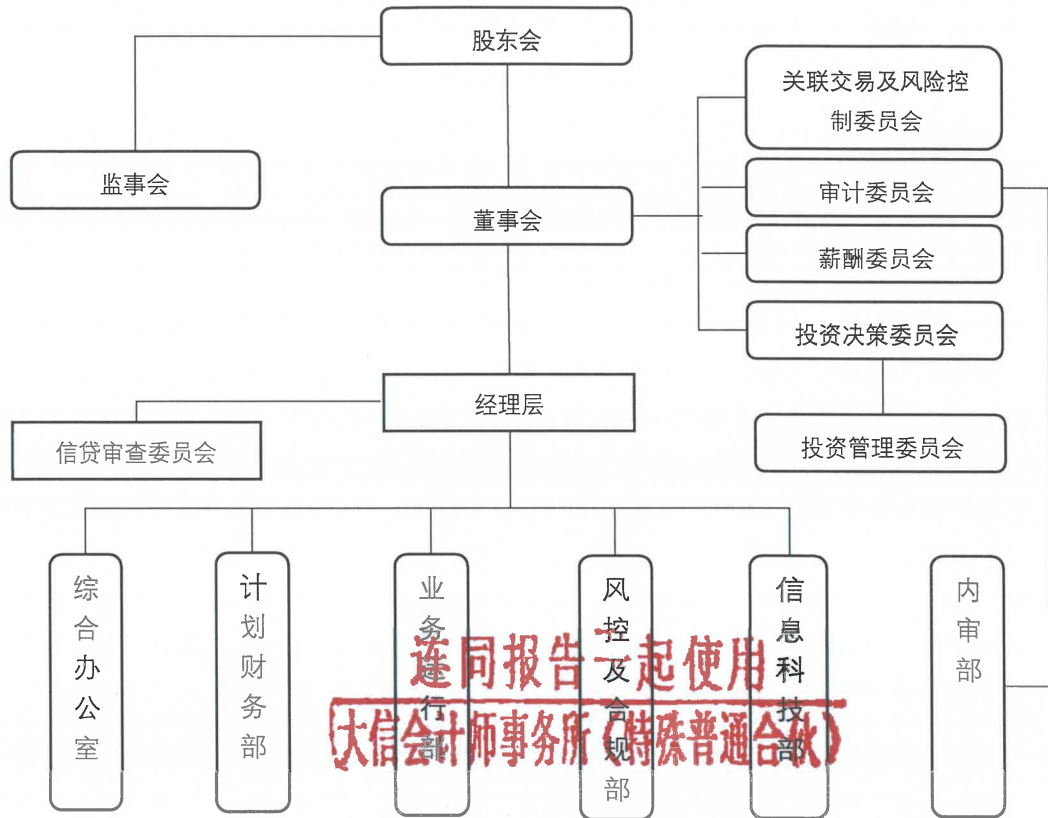 股东会
关联交易及风险控
制委员会
监事会
审计委员会
董事会
薪酬委员会
投资决策委员会
经理层
信贷审查委员会
投资管理委员会
综合办公室
计划财务部
业务运行部
风控及合规部
信息科技部
内审部
连同报告一起使用
大信会计师事务所（特殊普通合伙）